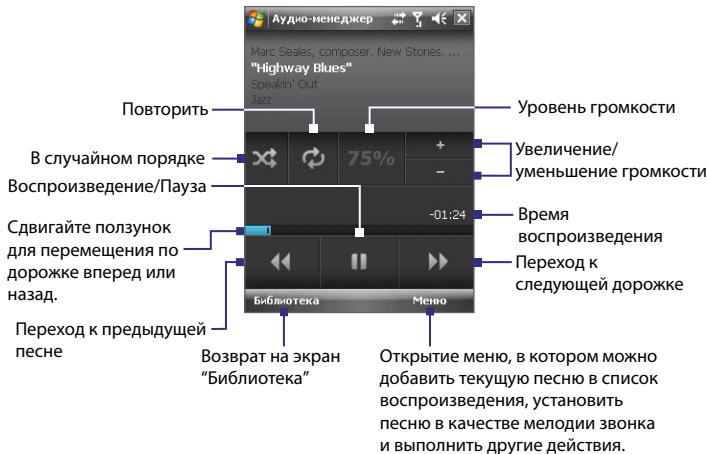 Аудио-менеджер
Marc Seales, composer. New Stories. ...
"Highway Blues"
Speakin' Out
Jazz
Повторить
Уровень громкости
В случайном порядке
75%
+
−
Увеличение/
уменьшение громкости
Воспроизведение/Пауза
-01:24
Время
воспроизведения
Сдвигайте ползунок
для перемещения по
дорожке вперед или
назад.
Переход к
следующей дорожке
Библиотека
Меню
Переход к предыдущей
песне
Возврат на экран
“Библиотека”
Открытие меню, в котором можно
добавить текущую песню в список
воспроизведения, установить
песню в качестве мелодии звонка
и выполнить другие действия.